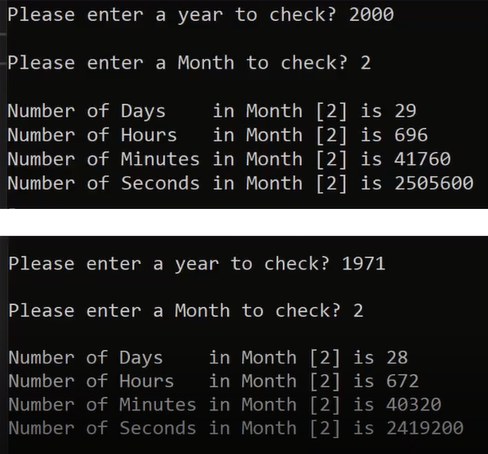 Please enter a year to check? 2000
Please enter a Month to check? 2
Number of Days    in Month [2] is 29
Number of Hours   in Month [2] is 696
Number of Minutes in Month [2] is 41760
Number of Seconds in Month [2] is 2505600
Please enter a year to check? 1971
Please enter a Month to check? 2
Number of Days    in Month [2] is 28
Number of Hours   in Month [2] is 672
Number of Minutes in Month [2] is 40320
Number of Seconds in Month [2] is 2419200